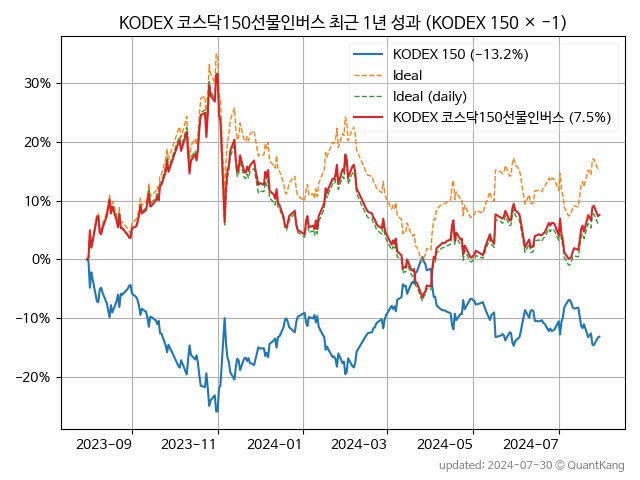 KODEX 코스닥150선물인버스 최근 1년 성과 (KODEX 150 × −1)
KODEX 150 (−13.2%)
Ideal
Ideal (daily)
KODEX 코스닥150선물인버스 (7.5%)
30%
20%
10%
0%
−10%
−20%
2023−09 2023−11 2024−01 2024−03 2024−05 2024−07
updated: 2024-07-30 © QuantKang